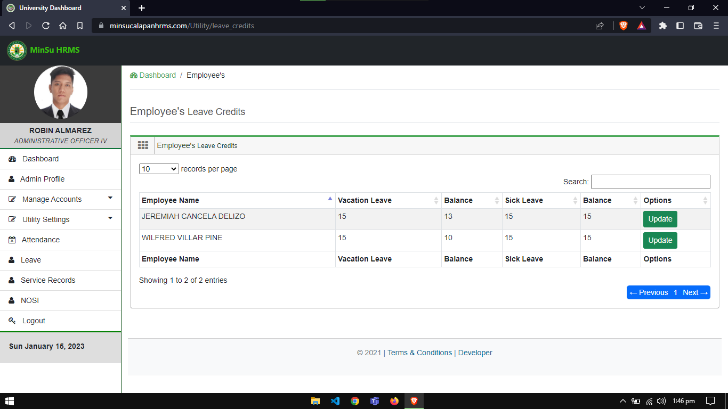 University Dashboard
minsucalapanhrms.com/Utility/leave_credits
MinSu HRMS
ROBIN ALMAREZ
ADMINISTRATIVE OFFICER IV
Dashboard
Admin Profile
Manage Accounts
Utility Settings
Attendance
Leave
Service Records
NOSI
Logout
Sun January 16, 2023
Dashboard / Employee's
Employee's Leave Credits
Employee's Leave Credits
10 records per page
Search:
Employee Name Vacation Leave Balance Sick Leave Balance Options
JEREMIAH CANCELA DELIZO 15 13 15 15 Update
WILFRED VILLAR PINE 15 10 15 15 Update
Employee Name Vacation Leave Balance Sick Leave Balance Options
Showing 1 to 2 of 2 entries
← Previous 1 Next →
© 2021 | Terms & Conditions | Developer
1:46 pm